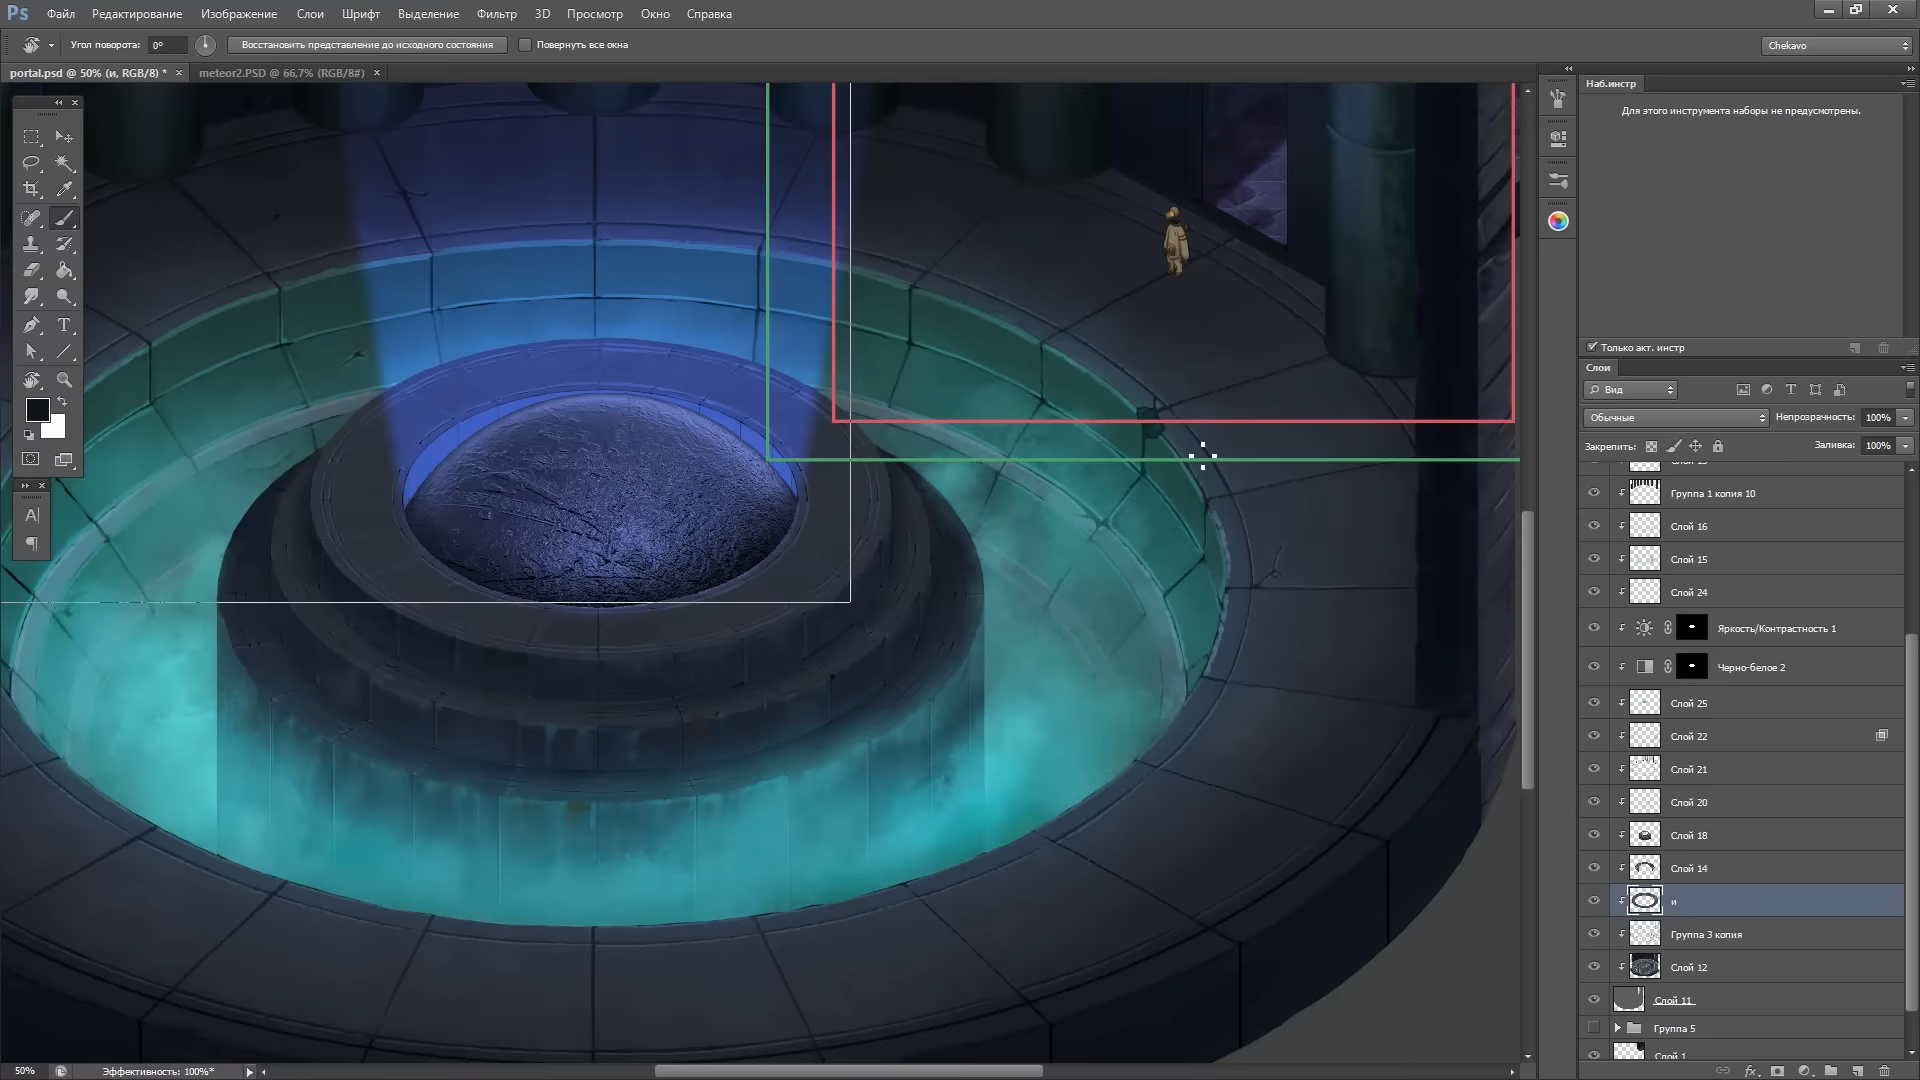 Ps Файл Редактирование Изображение Слои Шрифт Выделение Фильтр 3D Просмотр Окно Справка
Угол поворота: 0° Восстановить представление до исходного состояния Повернуть все окна Chekavo
portal.psd @ 50% (и, RGB/8) * × meteor2.PSD @ 66,7% (RGB/8#) ×
Наб.инстр
Для этого инструмента наборы не предусмотрены.
Только акт. инстр
Слои
Вид
Обычные Непрозрачность: 100%
Закрепить: Заливка: 100%
Группа 1 копия 10
Слой 16
Слой 15
Слой 24
Яркость/Контрастность 1
Черно-белое 2
Слой 25
Слой 22
Слой 21
Слой 20
Слой 18
Слой 14
и
Группа 3 копия
Слой 12
Слой 11
Группа 5
Слой 1
50% Эффективность: 100%*